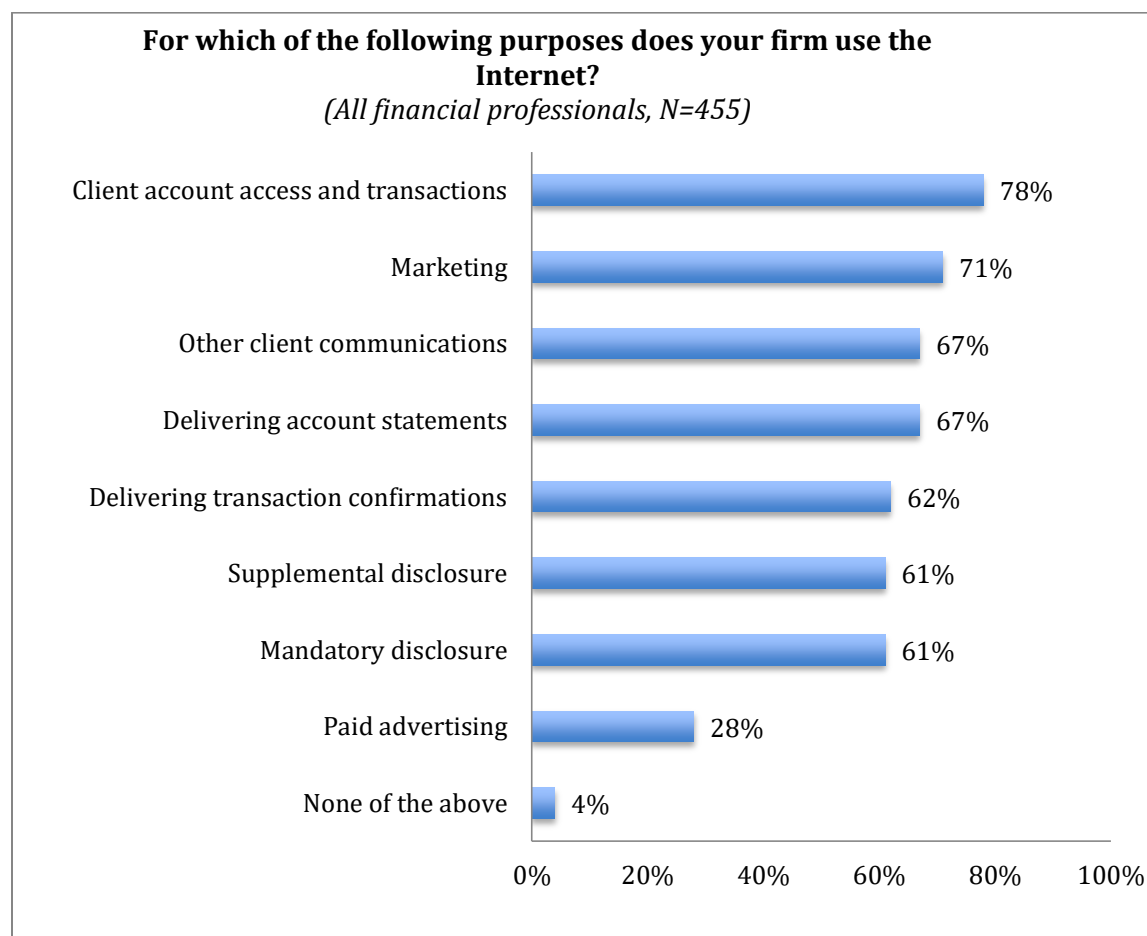 For which of the following purposes does your firm use the
Internet?
(All financial professionals, N=455)
Client account access and transactions 78%
Marketing 71%
Other client communications 67%
Delivering account statements 67%
Delivering transaction confirmations 62%
Supplemental disclosure 61%
Mandatory disclosure 61%
Paid advertising 28%
None of the above 4%
0% 20% 40% 60% 80% 100%